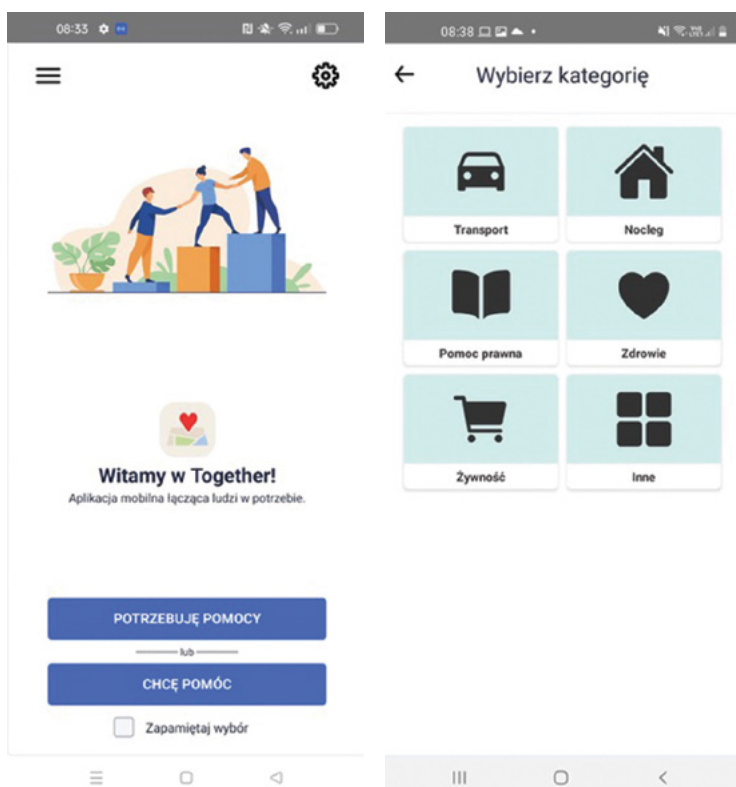 08:33
Witamy w Together!
Aplikacja mobilna łącząca ludzi w potrzebie.
POTRZEBUJĘ POMOCY
lub
CHCĘ POMÓC
Zapamiętaj wybór
08:38
Wybierz kategorię
Transport
Nocleg
Pomoc prawna
Zdrowie
Żywność
Inne